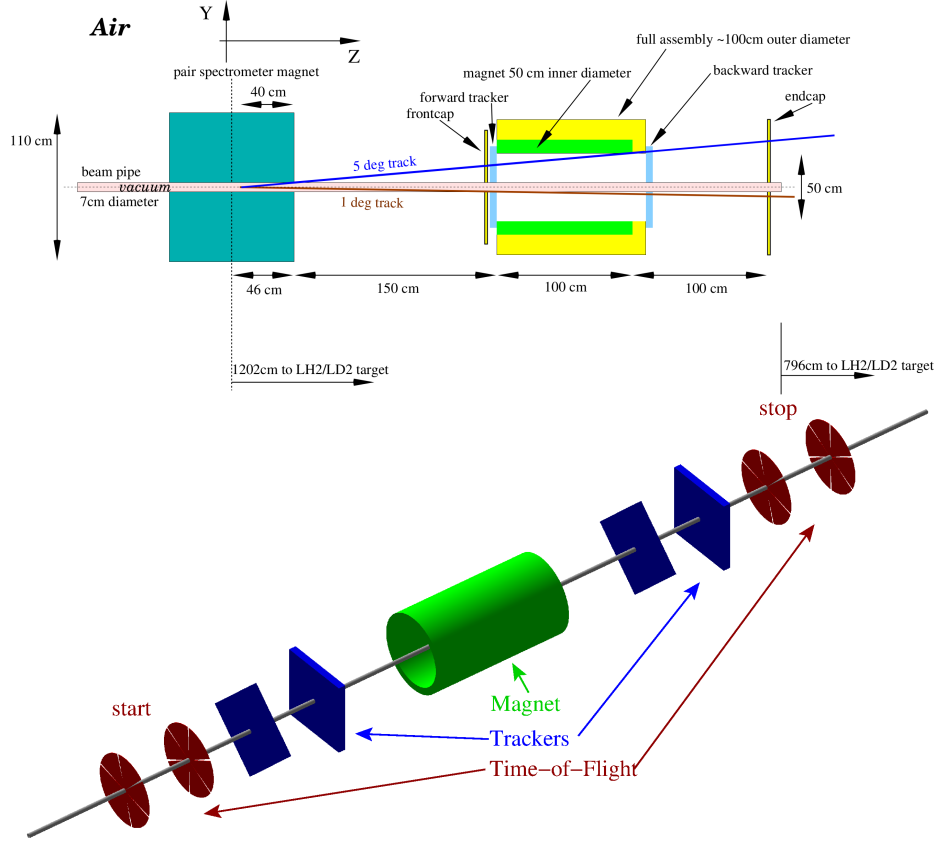 Air
Y
Z
pair spectrometer magnet
40 cm
110 cm
full assembly ~100cm outer diameter
magnet 50 cm inner diameter
backward tracker
forward tracker
frontcap
endcap
beam pipe
vacuum
7cm diameter
5 deg track
1 deg track
50 cm
46 cm
150 cm
100 cm
100 cm
1202cm to LH2/LD2 target
796cm to LH2/LD2 target
stop
start
Magnet
Trackers
Time-of-Flight